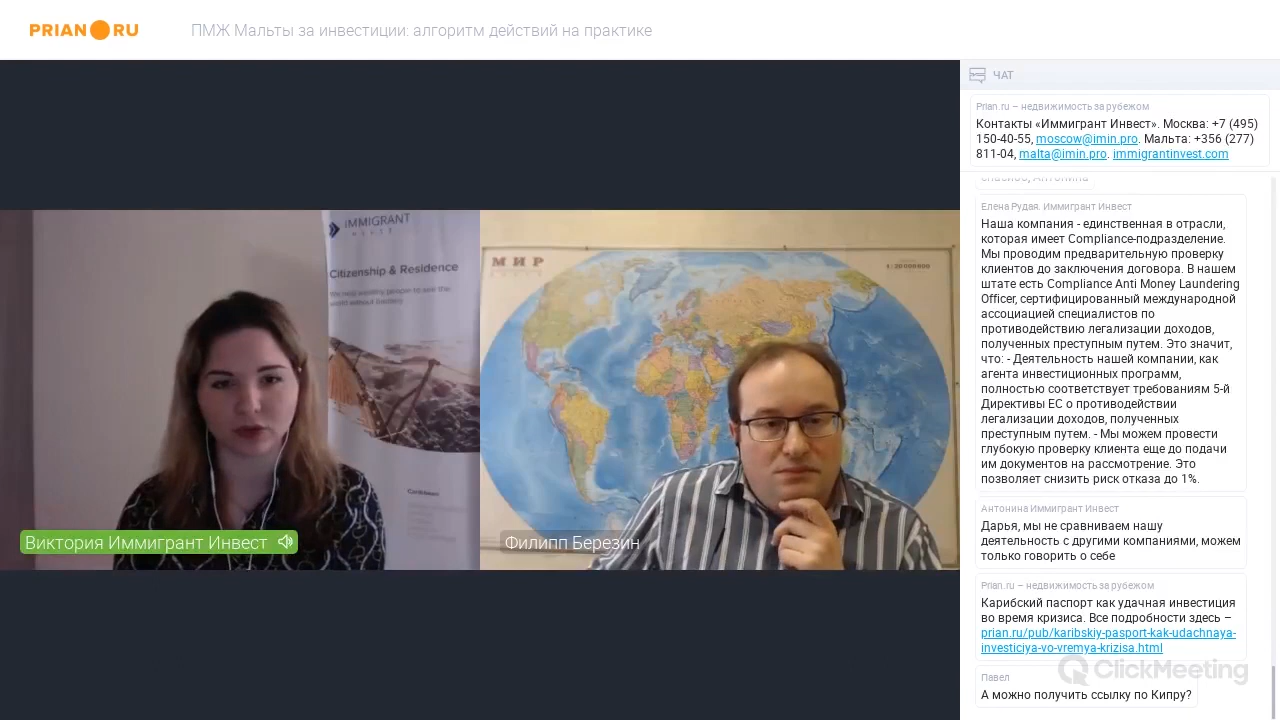 PRIAN RU
ПМЖ Мальты за инвестиции: алгоритм действий на практике
ЧАТ
Prian.ru – недвижимость за рубежом
Контакты «Иммигрант Инвест». Москва: +7 (495)
150-40-55, moscow@imin.pro. Мальта: +356 (277)
811-04, malta@imin.pro. immigrantinvest.com
Елена Рудая. Иммигрант Инвест
Наша компания - единственная в отрасли,
которая имеет Compliance-подразделение.
Мы проводим предварительную проверку
клиентов до заключения договора. В нашем
штате есть Compliance Anti Money Laundering
Officer, сертифицированный международной
ассоциацией специалистов по
противодействию легализации доходов,
полученных преступным путем. Это значит,
что: - Деятельность нашей компании, как
агента инвестиционных программ,
полностью соответствует требованиям 5-й
Директивы ЕС о противодействии
легализации доходов, полученных
преступным путем. - Мы можем провести
глубокую проверку клиента еще до подачи
им документов на рассмотрение. Это
позволяет снизить риск отказа до 1%.
Антонина Иммигрант Инвест
Дарья, мы не сравниваем нашу
деятельность с другими компаниями, можем
только говорить о себе
Prian.ru – недвижимость за рубежом
Карибский паспорт как удачная инвестиция
во время кризиса. Все подробности здесь –
prian.ru/pub/karibskiy-pasport-kak-udachnaya-
investiciya-vo-vremya-krizisa.html
Павел
А можно получить ссылку по Кипру?
ClickMeeting
IMMIGRANT
Citizenship & Residence
Caribbean
Виктория Иммигрант Инвест
МИР
Филипп Березин